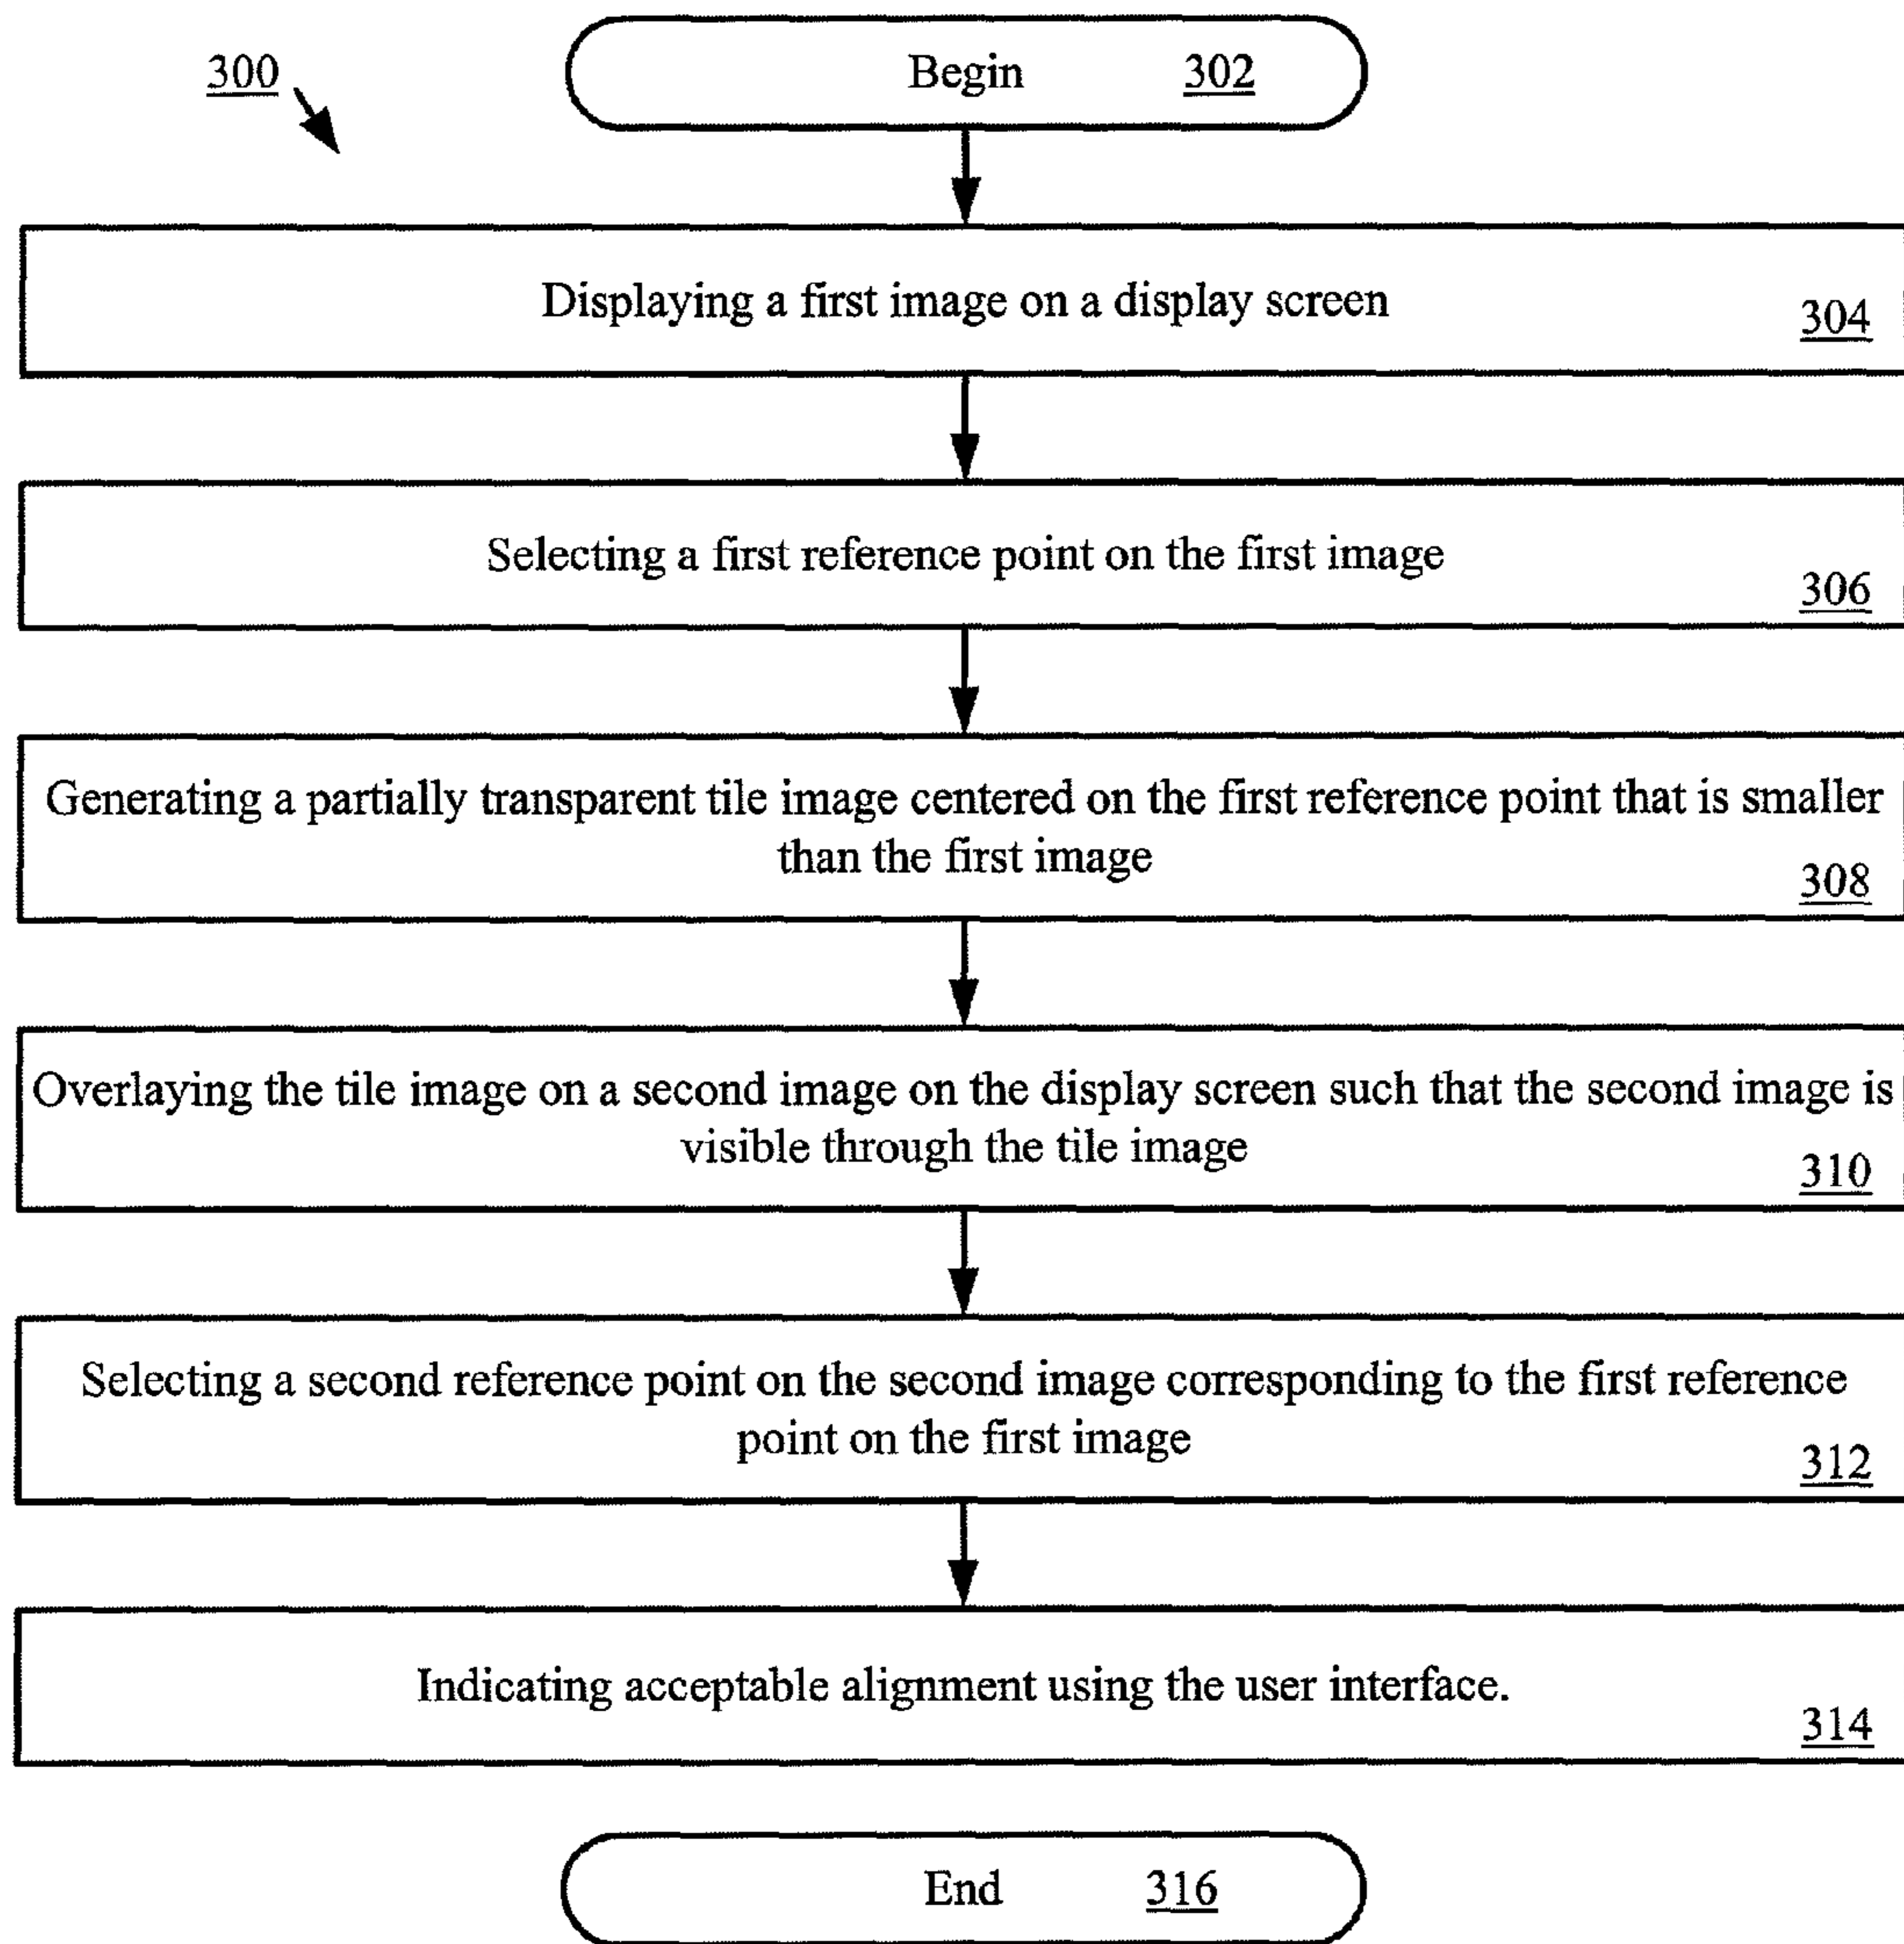 300
Begin 302
Displaying a first image on a display screen
304
Selecting a first reference point on the first image
306
Generating a partially transparent tile image centered on the first reference point that is smaller
than the first image
308
Overlaying the tile image on a second image on the display screen such that the second image is
visible through the tile image
310
Selecting a second reference point on the second image corresponding to the first reference
point on the first image
312
Indicating acceptable alignment using the user interface.
314
End 316